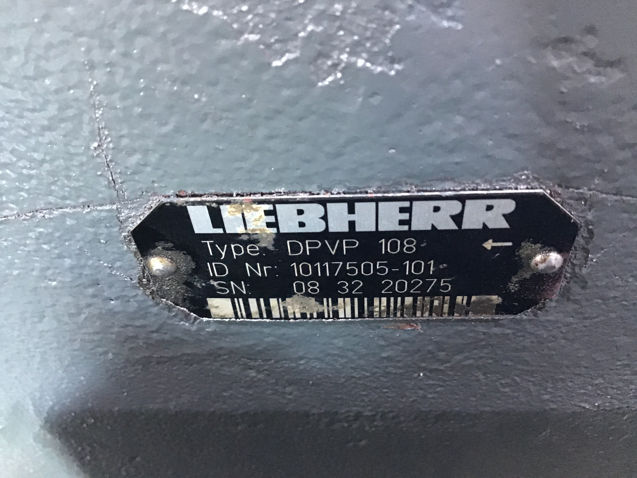 LIEBHERR
Type: DPVP 108 ←
ID Nr: 10117505-101
SN: 08 32 20275